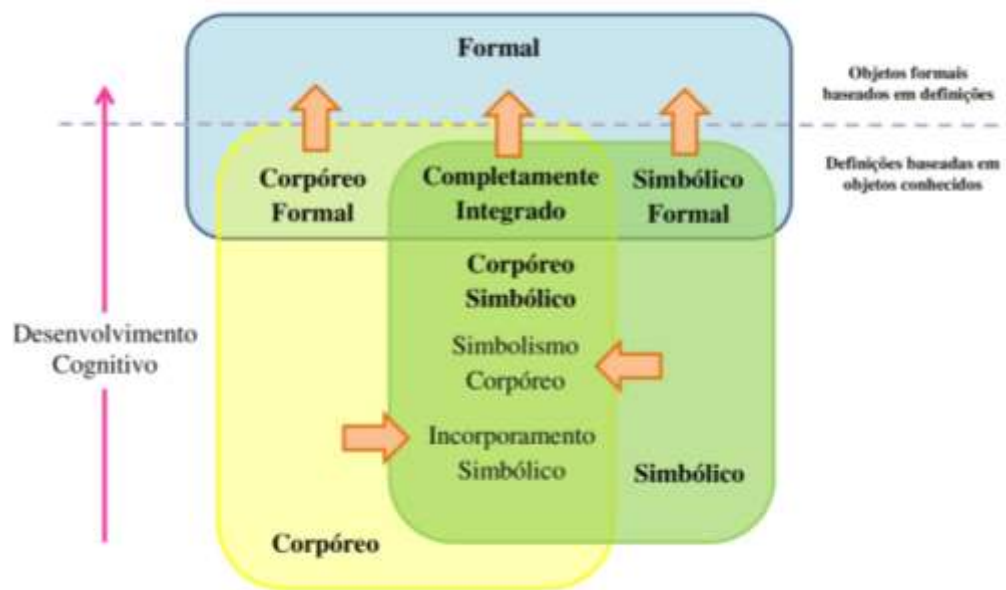 Formal
Objetos formais
baseados em definições
Definições baseadas em
objetos conhecidos
Corpóreo
Formal
Completamente
Integrado
Simbólico
Formal
Corpóreo
Simbólico
Simbolismo
Corpóreo
Desenvolvimento
Cognitivo
Incorporamento
Simbólico
Simbólico
Corpóreo